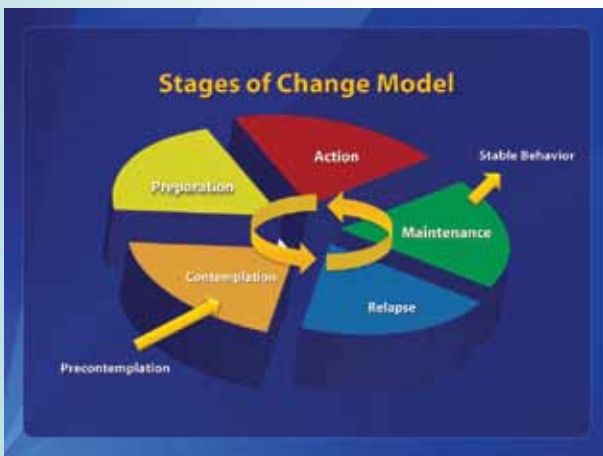 Stages of Change Model
Action
Stable Behavior
Preparation
Maintenance
Contemplation
Relapse
Precontemplation